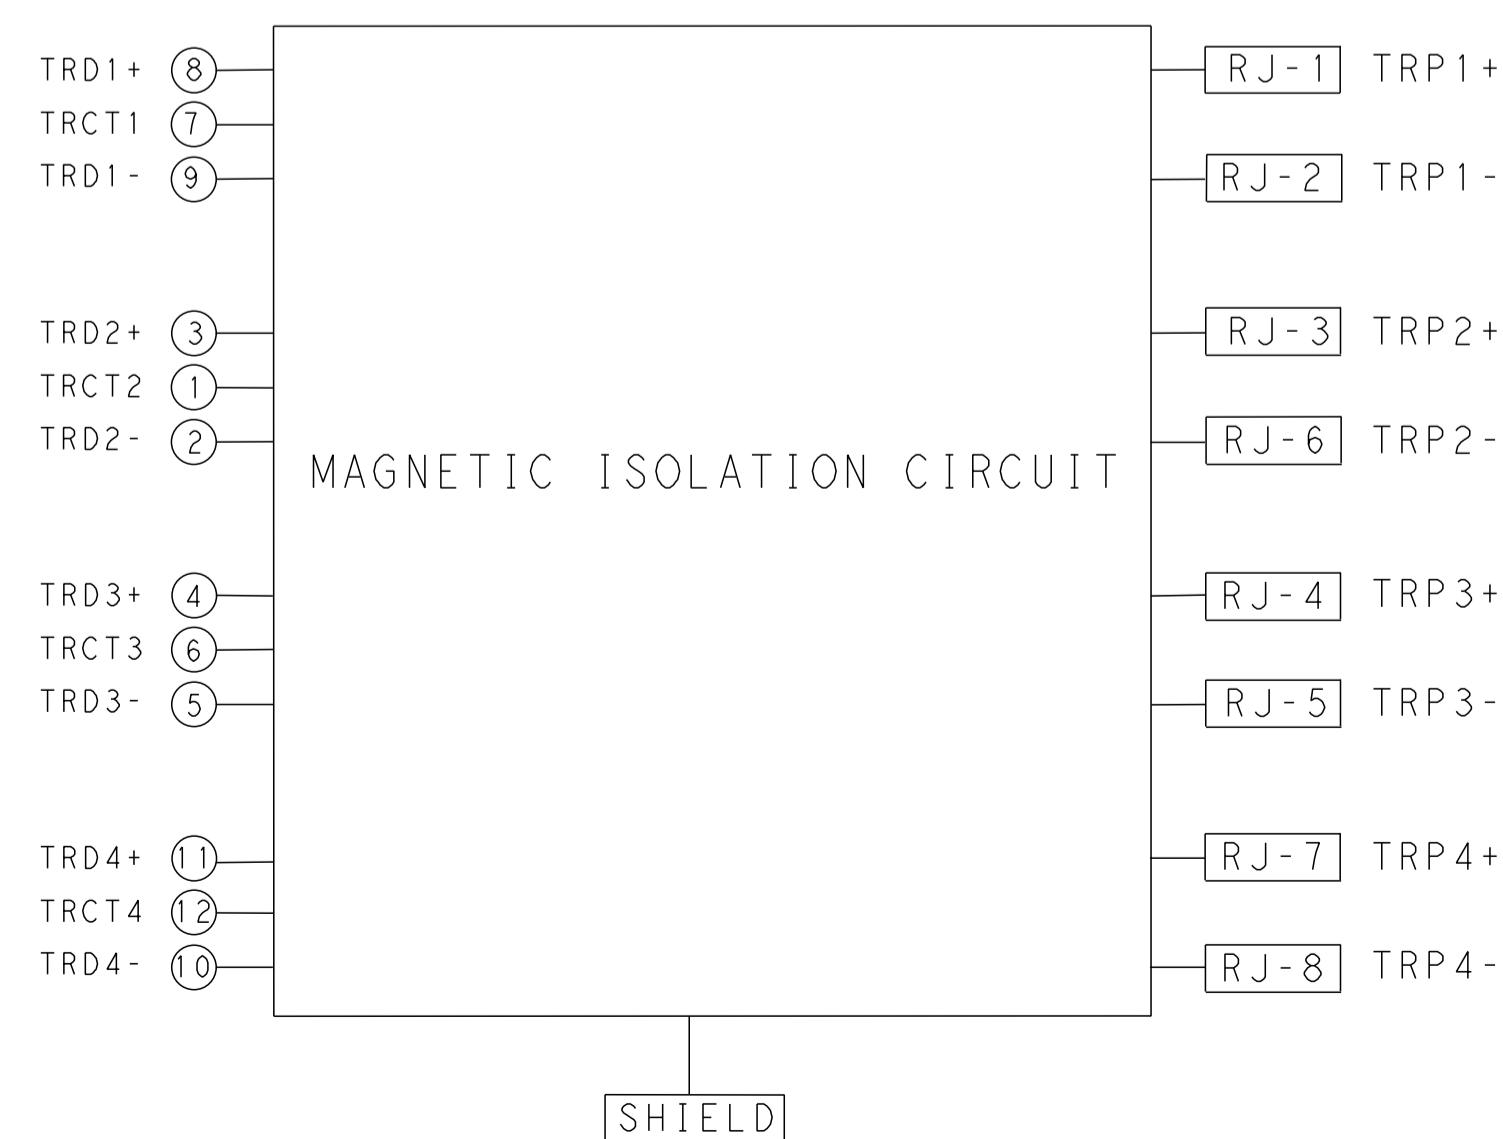 TRD1+ 8 RJ-1 TRP1+
TRCT1 7
TRD1- 9 RJ-2 TRP1-
TRD2+ 3 RJ-3 TRP2+
TRCT2 1
TRD2- 2 RJ-6 TRP2-
MAGNETIC ISOLATION CIRCUIT
TRD3+ 4 RJ-4 TRP3+
TRCT3 6
TRD3- 5 RJ-5 TRP3-
TRD4+ 11 RJ-7 TRP4+
TRCT4 12
TRD4- 10 RJ-8 TRP4-
SHIELD